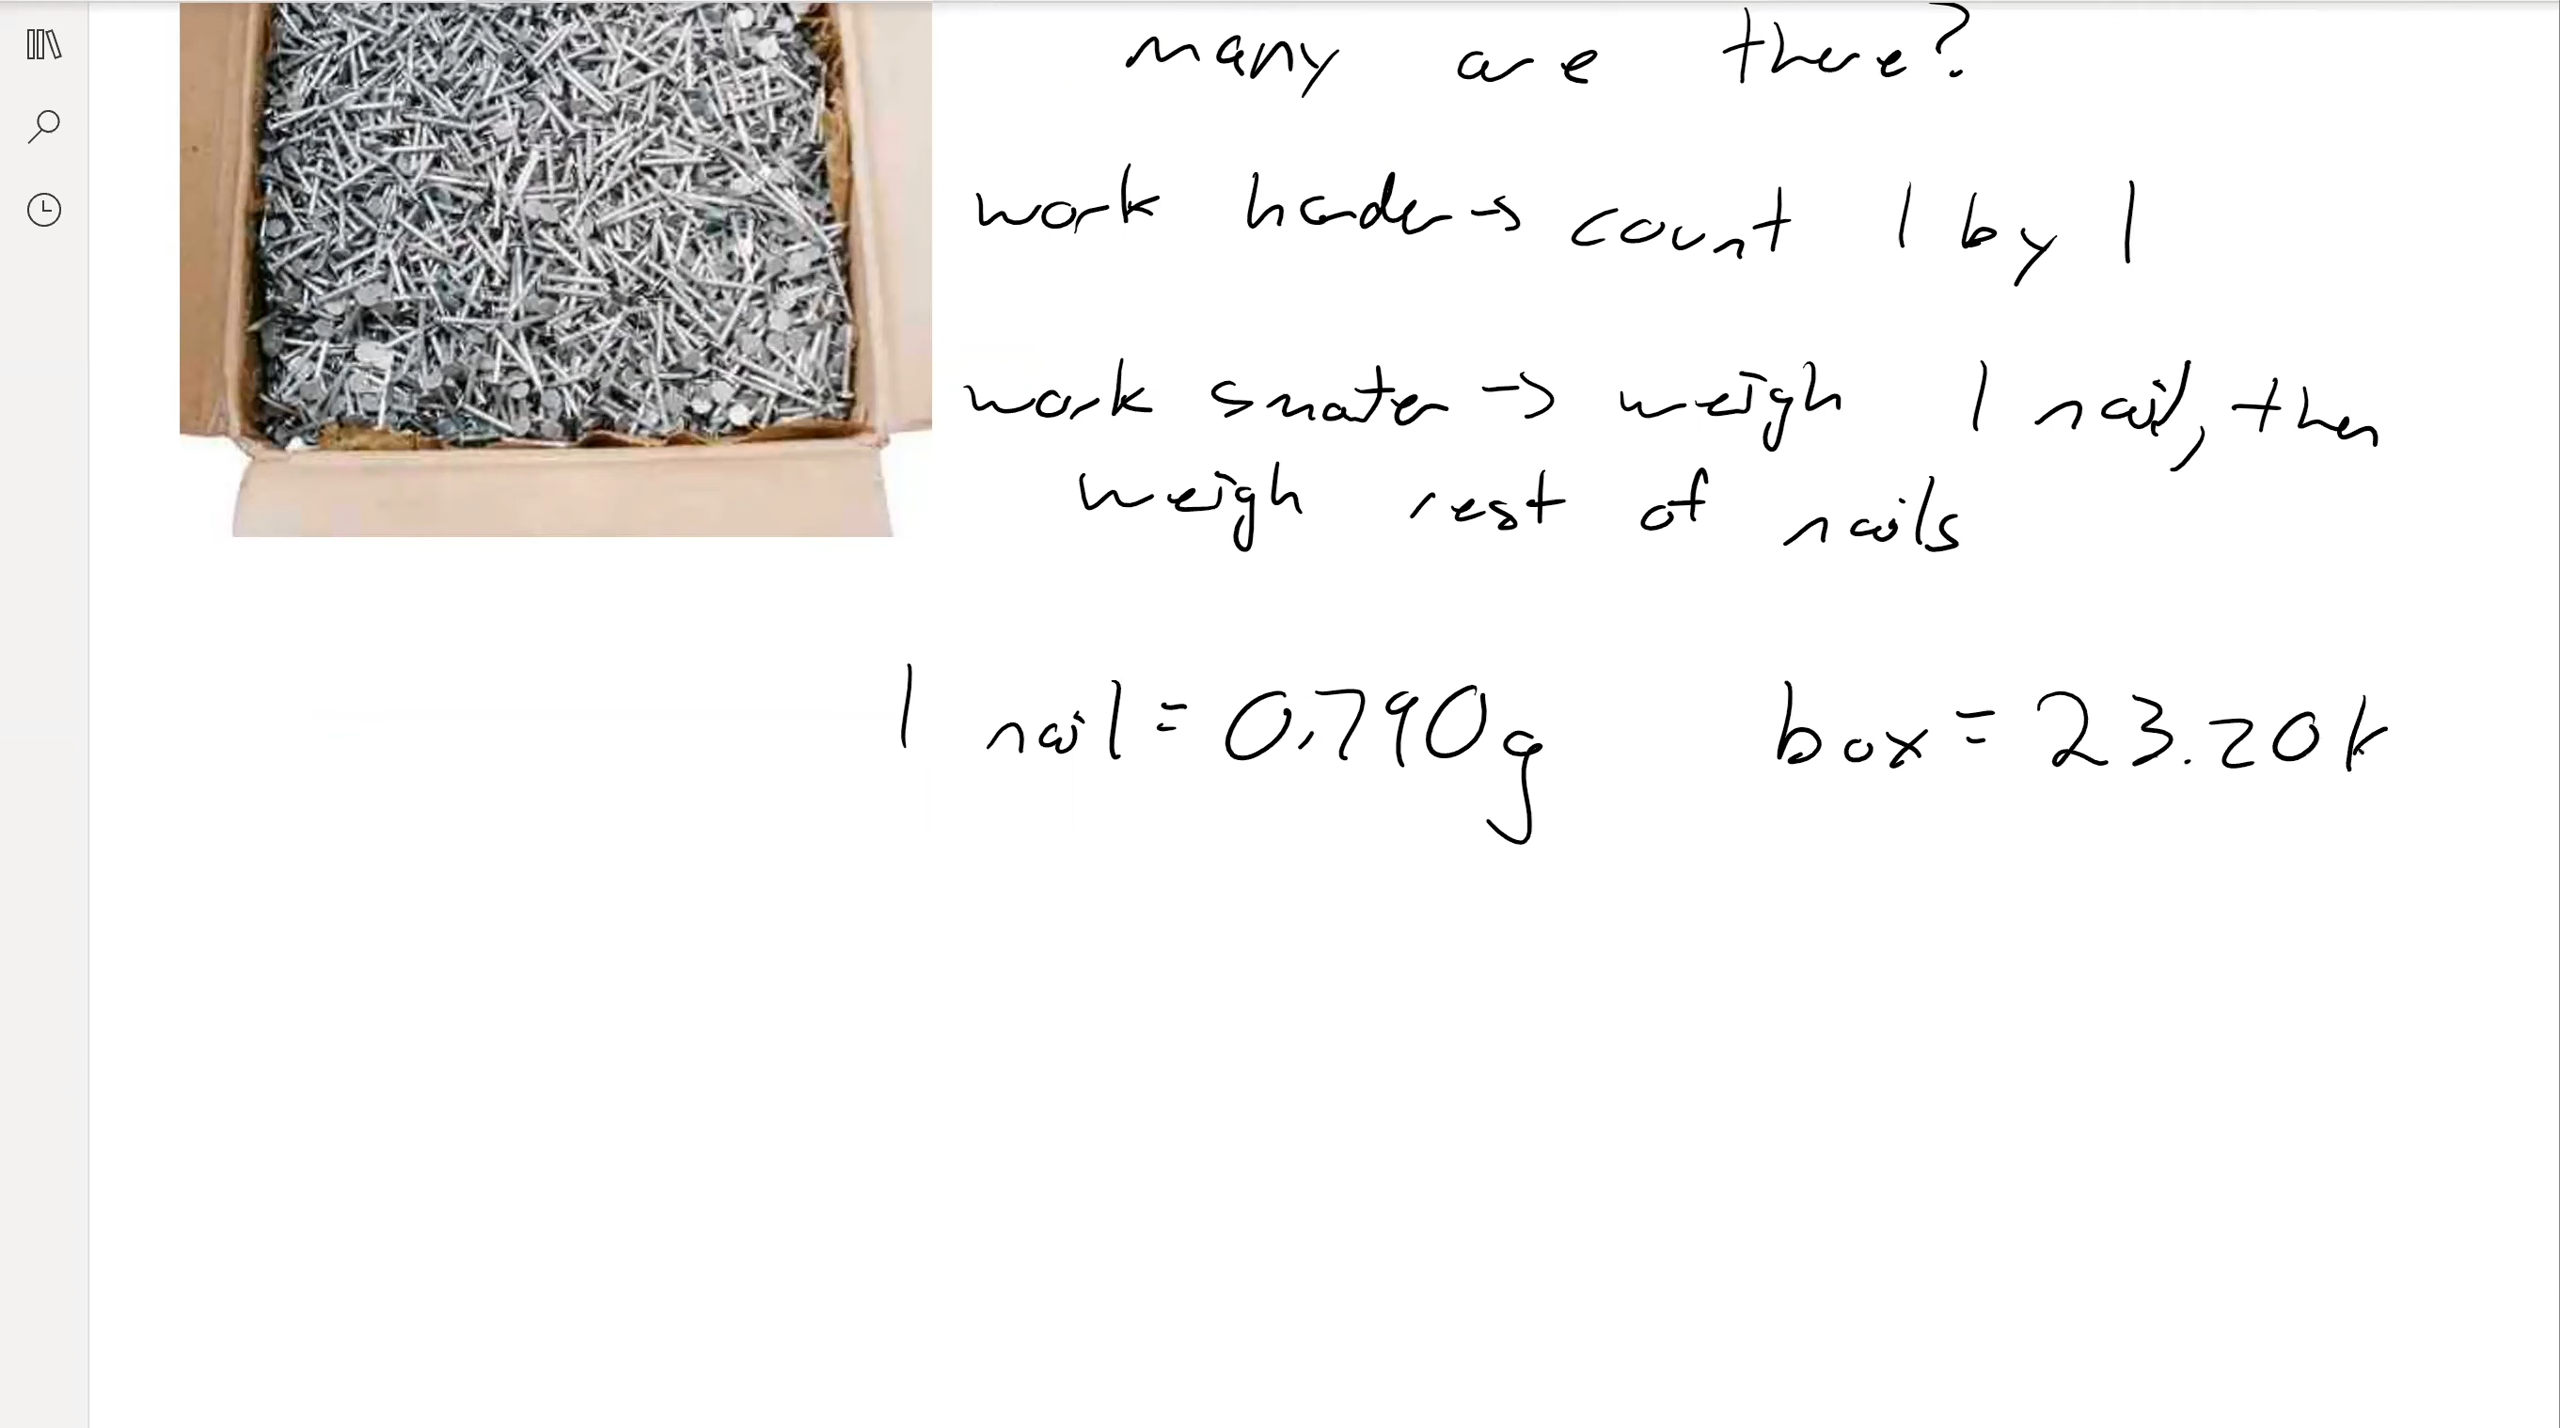 many are there?
work harder → count 1 by 1
work smater → weigh 1 nail, then
weigh rest of nails
1 nail = 0.790g box = 23.20k